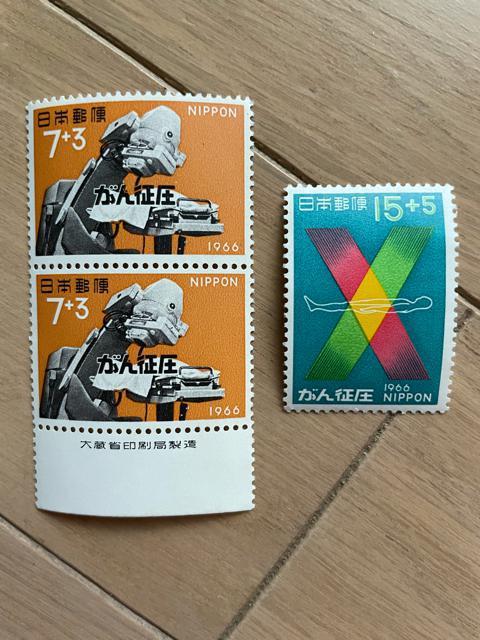 日本郵便 NIPPON
7+3
がん征圧
1966
日本郵便 NIPPON
7+3
がん征圧
1966
大蔵省印刷局製造
日本郵便 15+5
がん征圧 1966
NIPPON